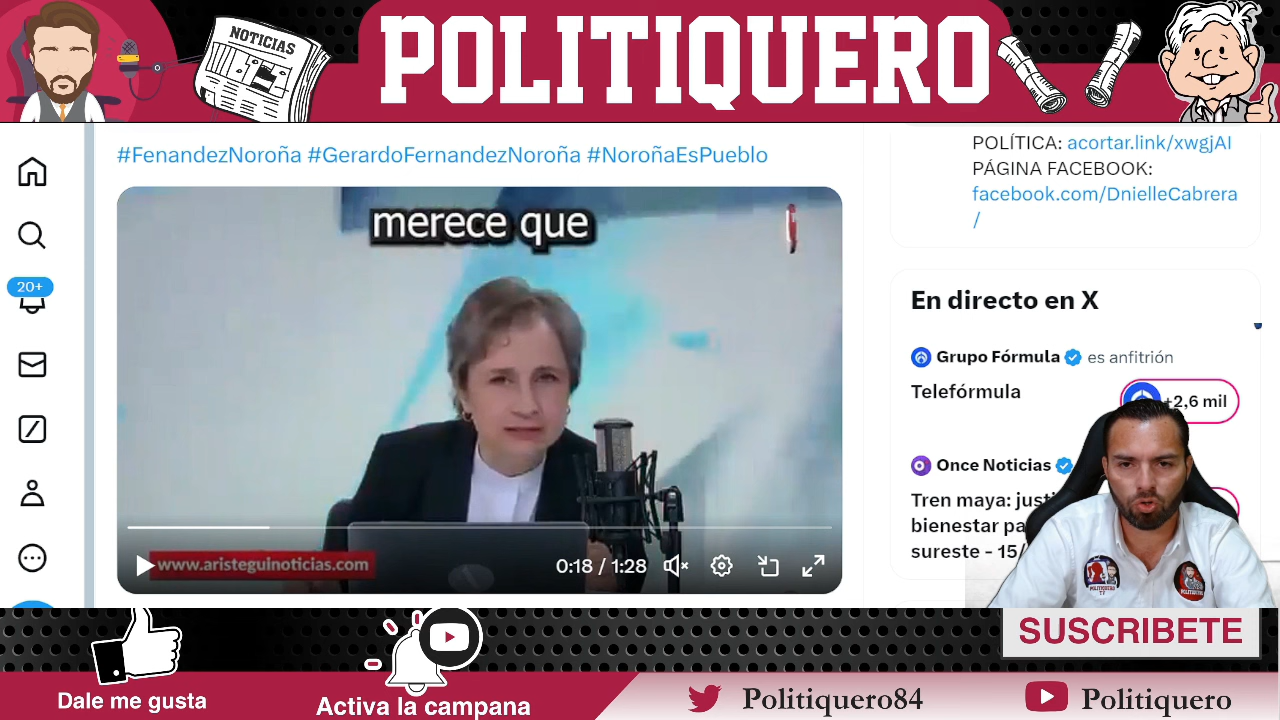 NOTICIAS
POLITIQUERO
#FenandezNoroña #GerardoFernandezNoroña #NoroñaEsPueblo
merece que
www.aristeguinoticias.com
0:18 / 1:28
20+
POLÍTICA: acortar.link/xwgjAI
PÁGINA FACEBOOK:
facebook.com/DnielleCabrera
/
En directo en X
Grupo Fórmula es anfitrión
Telefórmula
+2,6 mil
Once Noticias
Tren maya: justi
bienestar pa
sureste - 15/
POLITIQUERO
SUSCRIBETE
Dale me gusta
Activa la campana
Politiquero84
Politiquero